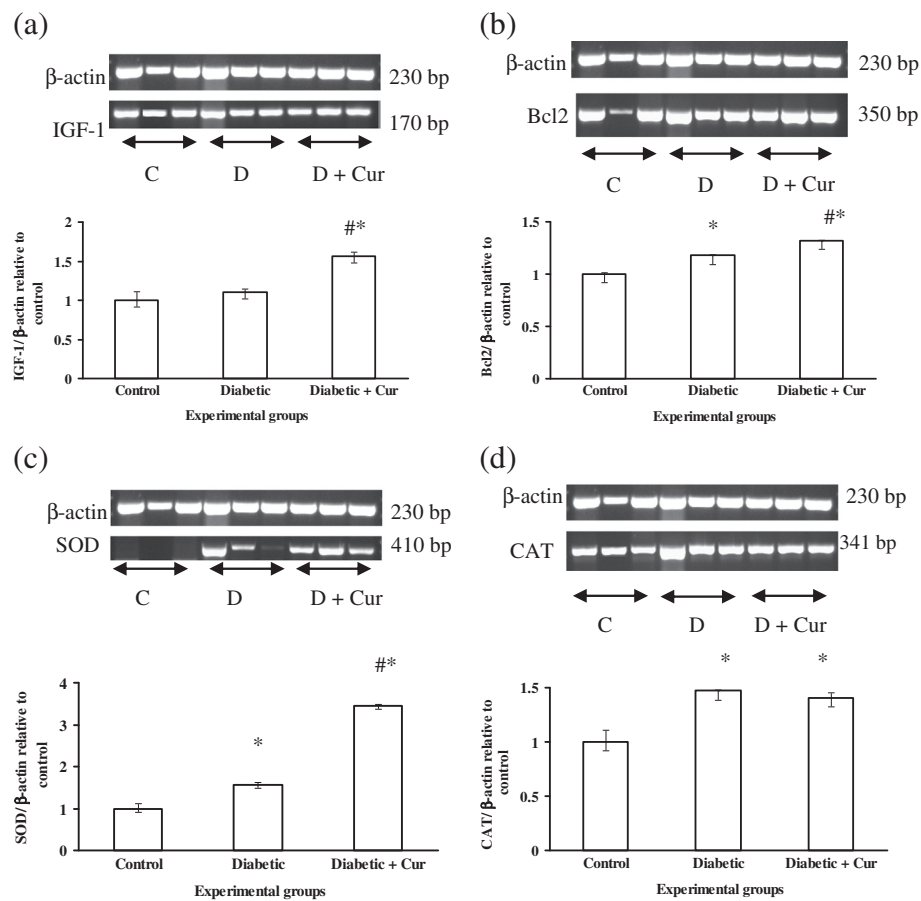 (a)
β-actin
230 bp
IGF-1
170 bp
C
D
D + Cur
IGF-1/β-actin relative to
control
2
1.5
1
0.5
0
#*
Control
Diabetic
Diabetic + Cur
Experimental groups
(b)
β-actin
230 bp
Bcl2
350 bp
C
D
D + Cur
Bcl2/β-actin relative to
control
1.5
1
0.5
0
*
#*
Control
Diabetic
Diabetic + Cur
Experimental groups
(c)
β-actin
230 bp
SOD
410 bp
C
D
D + Cur
SOD/β-actin relative to
control
4
3
2
1
0
*
#*
Control
Diabetic
Diabetic + Cur
Experimental groups
(d)
β-actin
230 bp
CAT
341 bp
C
D
D + Cur
CAT/β-actin relative to
control
1.5
1
0.5
0
*
*
Control
Diabetic
Diabetic + Cur
Experimental groups